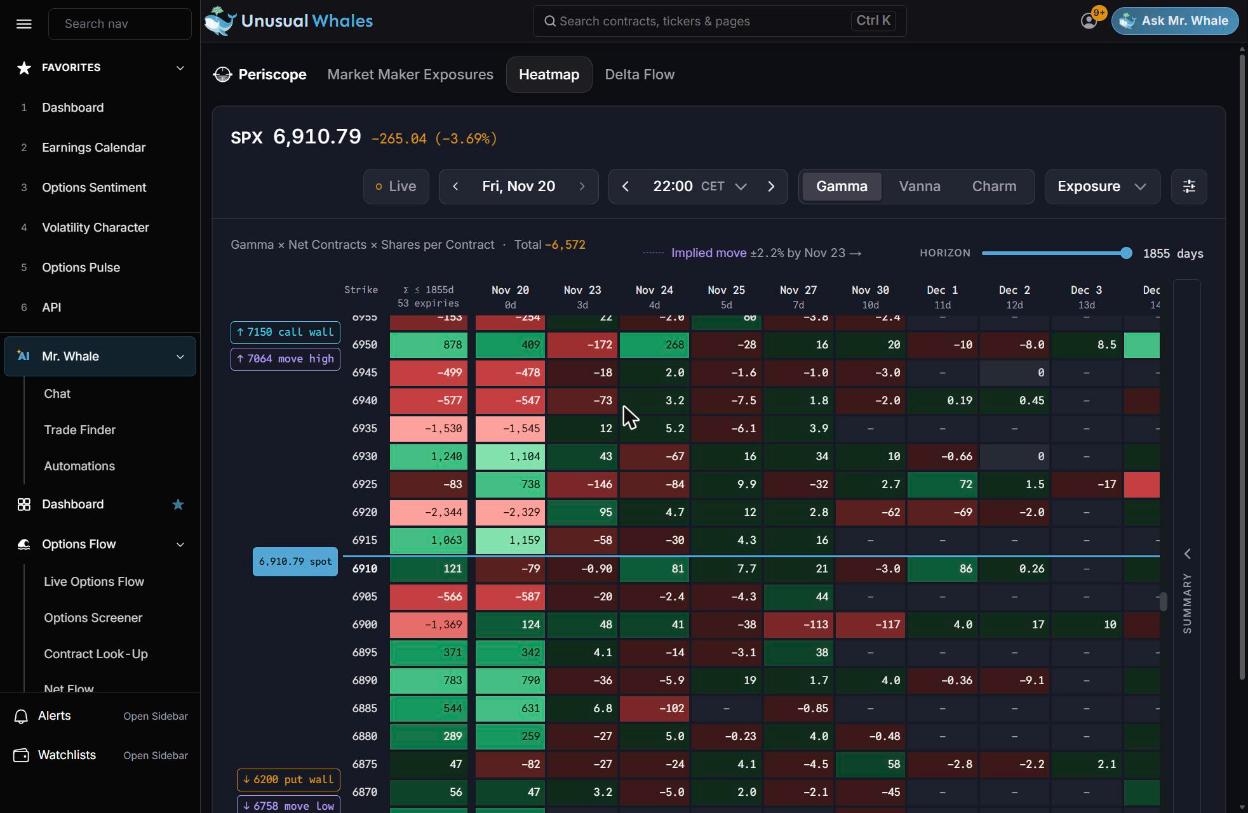 Search nav
Unusual Whales
Search contracts, tickers & pages
Ctrl K
9+
Ask Mr. Whale
FAVORITES
1 Dashboard
2 Earnings Calendar
3 Options Sentiment
4 Volatility Character
5 Options Pulse
6 API
AI Mr. Whale
Chat
Trade Finder
Automations
Dashboard
Options Flow
Live Options Flow
Options Screener
Contract Look-Up
Net Flow
Alerts Open Sidebar
Watchlists Open Sidebar
Periscope Market Maker Exposures Heatmap Delta Flow
SPX 6,910.79 −265.04 (−3.69%)
Live Fri, Nov 20 22:00 CET Gamma Vanna Charm Exposure
Gamma × Net Contracts × Shares per Contract · Total −6,572
Implied move ±2.2% by Nov 23 →
HORIZON 1855 days
Strike Σ ≤ 1855d Nov 20 Nov 23 Nov 24 Nov 25 Nov 27 Nov 30 Dec 1 Dec 2 Dec 3 Dec
53 expiries 0d 3d 4d 5d 7d 10d 11d 12d 13d 14
6955 −153 −254 22 −2.0 60 −3.8 −2.4 – – –
↑ 7150 call wall
6950 878 409 −172 268 −28 16 20 −10 −8.0 8.5
↑ 7064 move high
6945 −499 −478 −18 2.0 −1.6 −1.0 −3.0 – 0 –
6940 −577 −547 −73 3.2 −7.5 1.8 −2.0 0.19 0.45 –
6935 −1,530 −1,545 12 5.2 −6.1 3.9 – – – –
6930 1,240 1,104 43 −67 16 34 10 −0.66 0 –
6925 −83 738 −146 −84 9.9 −32 2.7 72 1.5 −17
6920 −2,344 −2,329 95 4.7 12 2.8 −62 −69 −2.0 –
6915 1,063 1,159 −58 −30 4.3 16 – – – –
6,910.79 spot
6910 121 −79 −0.90 81 7.7 21 −3.0 86 0.26 –
6905 −566 −587 −20 −2.4 −4.3 44 – – – –
6900 −1,369 124 48 41 −38 −113 −117 4.0 17 10
6895 371 342 4.1 −14 −3.1 38 – – – –
6890 783 790 −36 −5.9 19 1.7 4.0 −0.36 −9.1 –
6885 544 631 6.8 −102 – −0.85 – – – –
6880 289 259 −27 5.0 −0.23 4.0 −0.48 – – –
6875 47 −82 −27 −24 4.1 −4.5 58 −2.8 −2.2 2.1
↓ 6200 put wall
6870 56 47 3.2 −5.0 2.0 −2.1 −45 – – –
↓ 6758 move low
SUMMARY